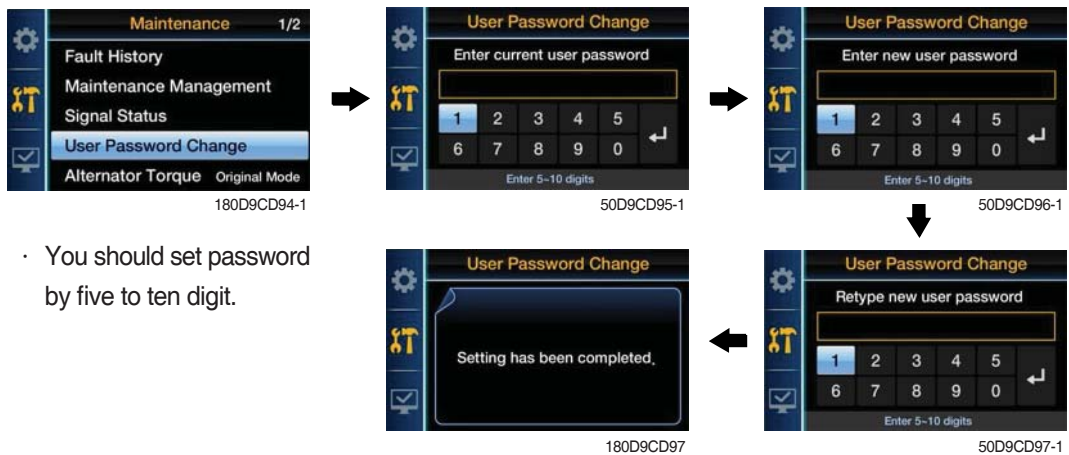 Maintenance 1/2
Fault History
Maintenance Management
Signal Status
User Password Change
Alternator Torque Original Mode
180D9CD94-1
User Password Change
Enter current user password
1 2 3 4 5
6 7 8 9 0
Enter 5~10 digits
50D9CD95-1
User Password Change
Enter new user password
1 2 3 4 5
6 7 8 9 0
Enter 5~10 digits
50D9CD96-1
User Password Change
Retype new user password
1 2 3 4 5
6 7 8 9 0
Enter 5~10 digits
50D9CD97-1
User Password Change
Setting has been completed.
180D9CD97
· You should set password
by five to ten digit.